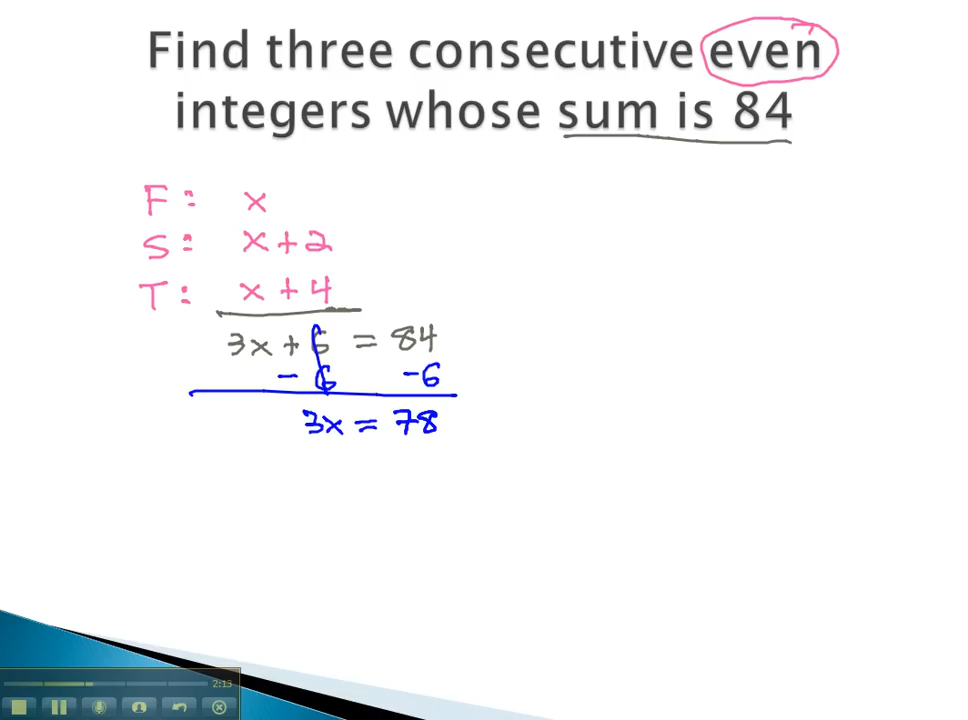 Find three consecutive even
integers whose sum is 84
F: x
S: x+2
T: x+4
3x+6 = 84
-6 -6
3x = 78
2:13